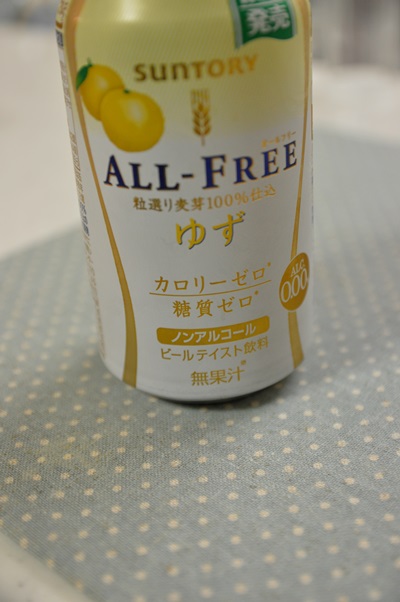 発売
SUNTORY
オールフリー
ALL-FREE
粒選り麦芽100%仕込
ゆず
カロリーゼロ*
糖質ゼロ*
ALC.
0.00%
ノンアルコール
ビールテイスト飲料
無果汁*